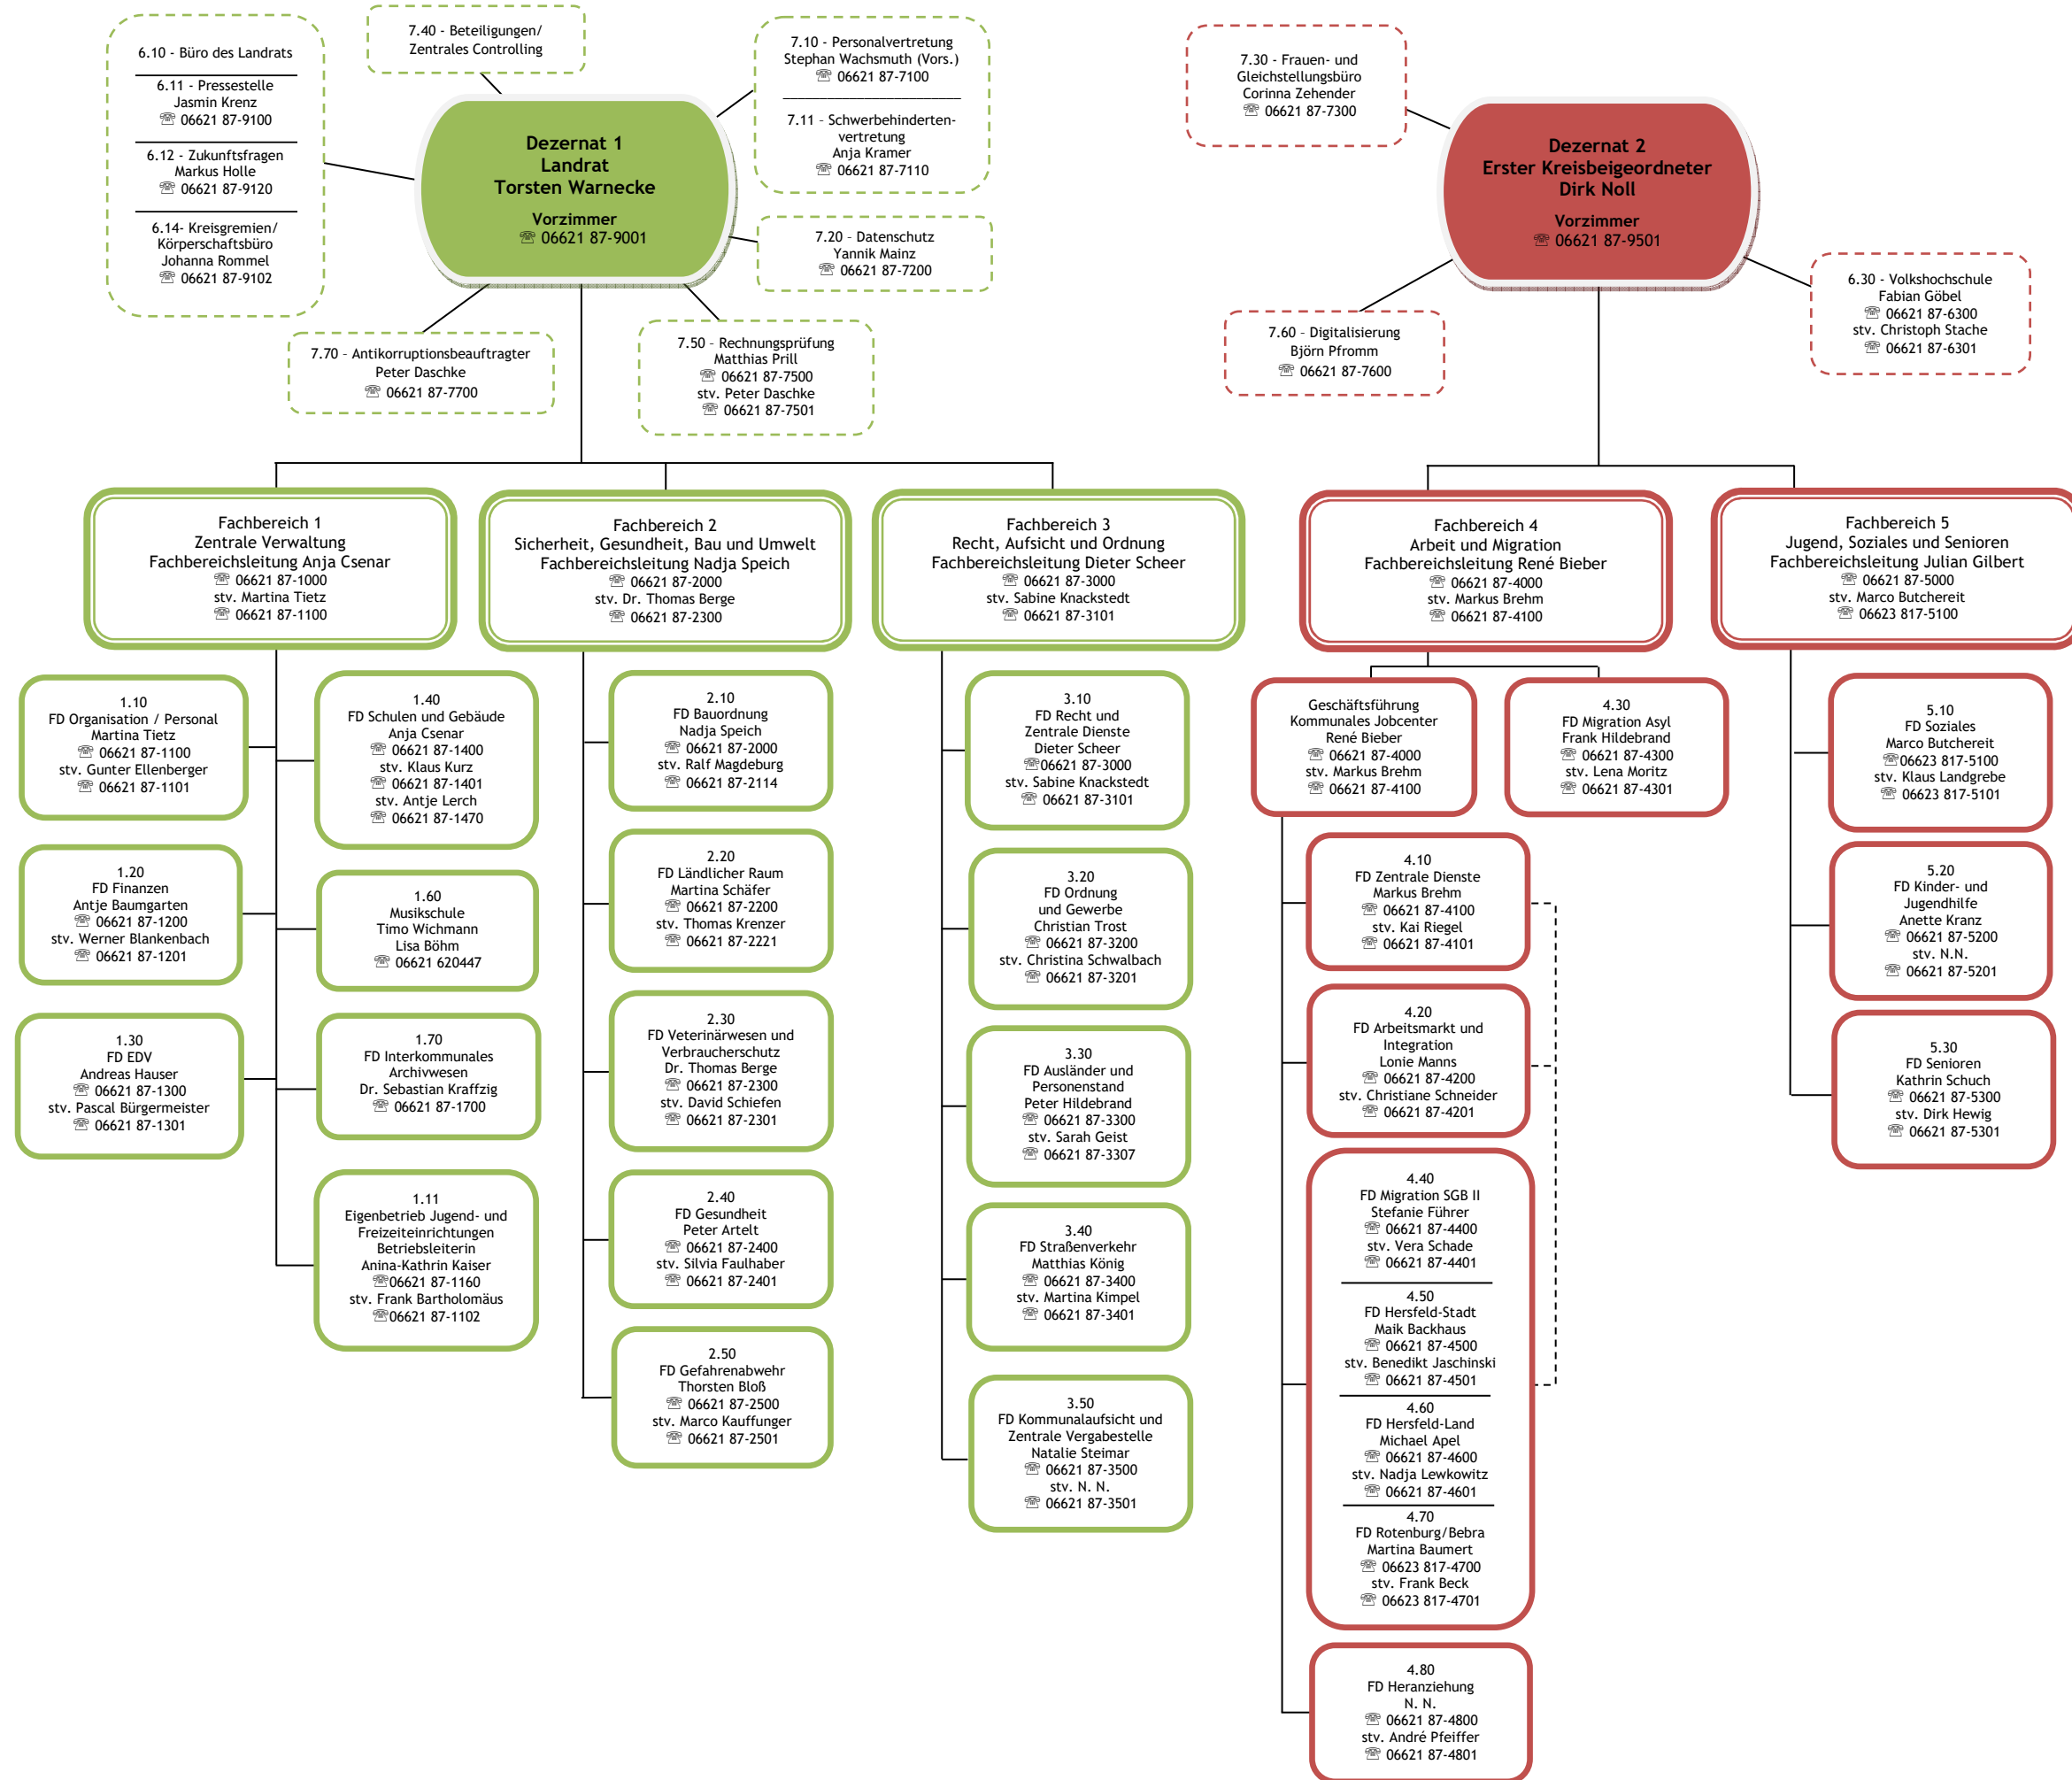 6.10 - Büro des Landrats
6.11 - Pressestelle
Jasmin Krenz
☏ 06621 87-9100
6.12 - Zukunftsfragen
Markus Holle
☏ 06621 87-9120
6.14- Kreisgremien/
Körperschaftsbüro
Johanna Rommel
☏ 06621 87-9102
7.40 - Beteiligungen/
Zentrales Controlling
7.10 - Personalvertretung
Stephan Wachsmuth (Vors.)
☏ 06621 87-7100
7.11 - Schwerbehinderten-
vertretung
Anja Kramer
☏ 06621 87-7110
Dezernat 1
Landrat
Torsten Warnecke
Vorzimmer
☏ 06621 87-9001
7.20 - Datenschutz
Yannik Mainz
☏ 06621 87-7200
7.70 - Antikorruptionsbeauftragter
Peter Daschke
☏ 06621 87-7700
7.50 - Rechnungsprüfung
Matthias Prill
☏ 06621 87-7500
stv. Peter Daschke
☏ 06621 87-7501
7.30 - Frauen- und
Gleichstellungsbüro
Corinna Zehender
☏ 06621 87-7300
Dezernat 2
Erster Kreisbeigeordneter
Dirk Noll
Vorzimmer
☏ 06621 87-9501
7.60 - Digitalisierung
Björn Pfromm
☏ 06621 87-7600
6.30 - Volkshochschule
Fabian Göbel
☏ 06621 87-6300
stv. Christoph Stache
☏ 06621 87-6301
Fachbereich 1
Zentrale Verwaltung
Fachbereichsleitung Anja Csenar
☏ 06621 87-1000
stv. Martina Tietz
☏ 06621 87-1100
Fachbereich 2
Sicherheit, Gesundheit, Bau und Umwelt
Fachbereichsleitung Nadja Speich
☏ 06621 87-2000
stv. Dr. Thomas Berge
☏ 06621 87-2300
Fachbereich 3
Recht, Aufsicht und Ordnung
Fachbereichsleitung Dieter Scheer
☏ 06621 87-3000
stv. Sabine Knackstedt
☏ 06621 87-3101
Fachbereich 4
Arbeit und Migration
Fachbereichsleitung René Bieber
☏ 06621 87-4000
stv. Markus Brehm
☏ 06621 87-4100
Fachbereich 5
Jugend, Soziales und Senioren
Fachbereichsleitung Julian Gilbert
☏ 06621 87-5000
stv. Marco Butchereit
☏ 06623 817-5100
1.10
FD Organisation / Personal
Martina Tietz
☏ 06621 87-1100
stv. Gunter Ellenberger
☏ 06621 87-1101
1.20
FD Finanzen
Antje Baumgarten
☏ 06621 87-1200
stv. Werner Blankenbach
☏ 06621 87-1201
1.30
FD EDV
Andreas Hauser
☏ 06621 87-1300
stv. Pascal Bürgermeister
☏ 06621 87-1301
1.40
FD Schulen und Gebäude
Anja Csenar
☏ 06621 87-1400
stv. Klaus Kurz
☏ 06621 87-1401
stv. Antje Lerch
☏ 06621 87-1470
1.60
Musikschule
Timo Wichmann
Lisa Böhm
☏ 06621 620447
1.70
FD Interkommunales
Archivwesen
Dr. Sebastian Kraffzig
☏ 06621 87-1700
1.11
Eigenbetrieb Jugend- und
Freizeiteinrichtungen
Betriebsleiterin
Anina-Kathrin Kaiser
☏06621 87-1160
stv. Frank Bartholomäus
☏06621 87-1102
2.10
FD Bauordnung
Nadja Speich
☏ 06621 87-2000
stv. Ralf Magdeburg
☏ 06621 87-2114
2.20
FD Ländlicher Raum
Martina Schäfer
☏ 06621 87-2200
stv. Thomas Krenzer
☏ 06621 87-2221
2.30
FD Veterinärwesen und
Verbraucherschutz
Dr. Thomas Berge
☏ 06621 87-2300
stv. David Schiefen
☏ 06621 87-2301
2.40
FD Gesundheit
Peter Artelt
☏ 06621 87-2400
stv. Silvia Faulhaber
☏ 06621 87-2401
2.50
FD Gefahrenabwehr
Thorsten Bloß
☏ 06621 87-2500
stv. Marco Kauffunger
☏ 06621 87-2501
3.10
FD Recht und
Zentrale Dienste
Dieter Scheer
☏06621 87-3000
stv. Sabine Knackstedt
☏ 06621 87-3101
3.20
FD Ordnung
und Gewerbe
Christian Trost
☏ 06621 87-3200
stv. Christina Schwalbach
☏ 06621 87-3201
3.30
FD Ausländer und
Personenstand
Peter Hildebrand
☏ 06621 87-3300
stv. Sarah Geist
☏ 06621 87-3307
3.40
FD Straßenverkehr
Matthias König
☏ 06621 87-3400
stv. Martina Kimpel
☏ 06621 87-3401
3.50
FD Kommunalaufsicht und
Zentrale Vergabestelle
Natalie Steimar
☏ 06621 87-3500
stv. N. N.
☏ 06621 87-3501
Geschäftsführung
Kommunales Jobcenter
René Bieber
☏ 06621 87-4000
stv. Markus Brehm
☏ 06621 87-4100
4.30
FD Migration Asyl
Frank Hildebrand
☏ 06621 87-4300
stv. Lena Moritz
☏ 06621 87-4301
4.10
FD Zentrale Dienste
Markus Brehm
☏ 06621 87-4100
stv. Kai Riegel
☏ 06621 87-4101
4.20
FD Arbeitsmarkt und
Integration
Lonie Manns
☏ 06621 87-4200
stv. Christiane Schneider
☏ 06621 87-4201
4.40
FD Migration SGB II
Stefanie Führer
☏ 06621 87-4400
stv. Vera Schade
☏ 06621 87-4401
4.50
FD Hersfeld-Stadt
Maik Backhaus
☏ 06621 87-4500
stv. Benedikt Jaschinski
☏ 06621 87-4501
4.60
FD Hersfeld-Land
Michael Apel
☏ 06621 87-4600
stv. Nadja Lewkowitz
☏ 06621 87-4601
4.70
FD Rotenburg/Bebra
Martina Baumert
☏ 06623 817-4700
stv. Frank Beck
☏ 06623 817-4701
4.80
FD Heranziehung
N. N.
☏ 06621 87-4800
stv. André Pfeiffer
☏ 06621 87-4801
5.10
FD Soziales
Marco Butchereit
☏06623 817-5100
stv. Klaus Landgrebe
☏ 06623 817-5101
5.20
FD Kinder- und
Jugendhilfe
Anette Kranz
☏ 06621 87-5200
stv. N.N.
☏ 06621 87-5201
5.30
FD Senioren
Kathrin Schuch
☏ 06621 87-5300
stv. Dirk Hewig
☏ 06621 87-5301